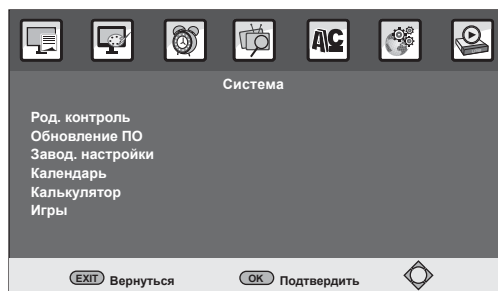 Система
Род. контроль
Обновление ПО
Завод. настройки
Календарь
Калькулятор
Игры
EXIT Вернуться OK Подтвердить